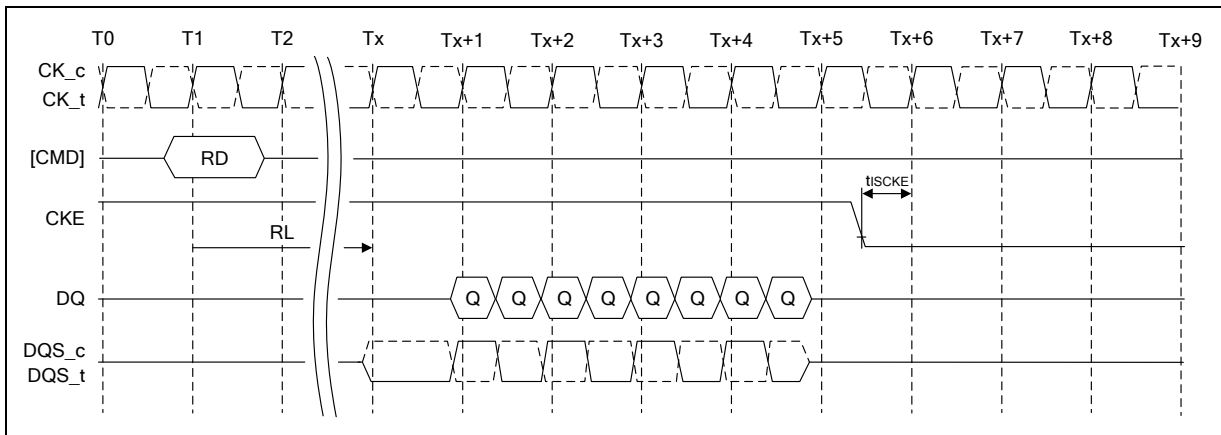 T0 T1 T2 Tx Tx+1 Tx+2 Tx+3 Tx+4 Tx+5 Tx+6 Tx+7 Tx+8 Tx+9
CK_c
CK_t
[CMD] RD
tISCKE
CKE
RL
DQ Q Q Q Q Q Q Q Q
DQS_c
DQS_t